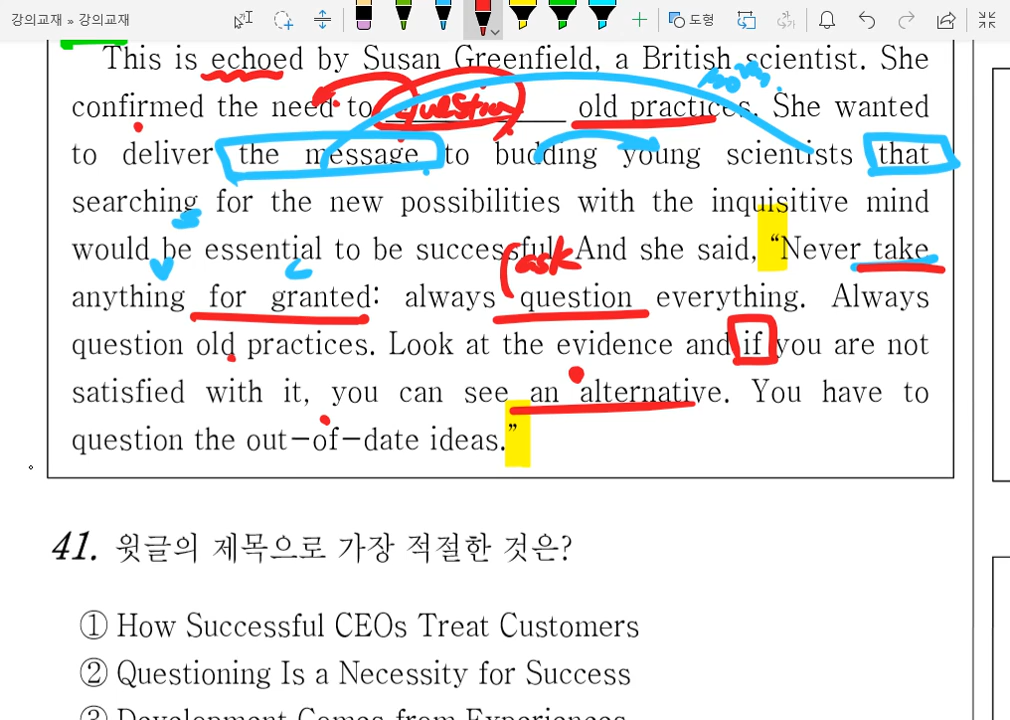 강의교재 » 강의교재
도형
가
This is echoed by Susan Greenfield, a British scientist. She
confirmed the need to question old practices. She wanted
to deliver the message to budding young scientists that
searching for the new possibilities with the inquisitive mind
S
would be essential to be successful. And she said, “Never take
V C ask
anything for granted: always question everything. Always
question old practices. Look at the evidence and if you are not
satisfied with it, you can see an alternative. You have to
question the out-of-date ideas.”
41. 윗글의 제목으로 가장 적절한 것은?
① How Successful CEOs Treat Customers
② Questioning Is a Necessity for Success
③ Development Comes from Experiences